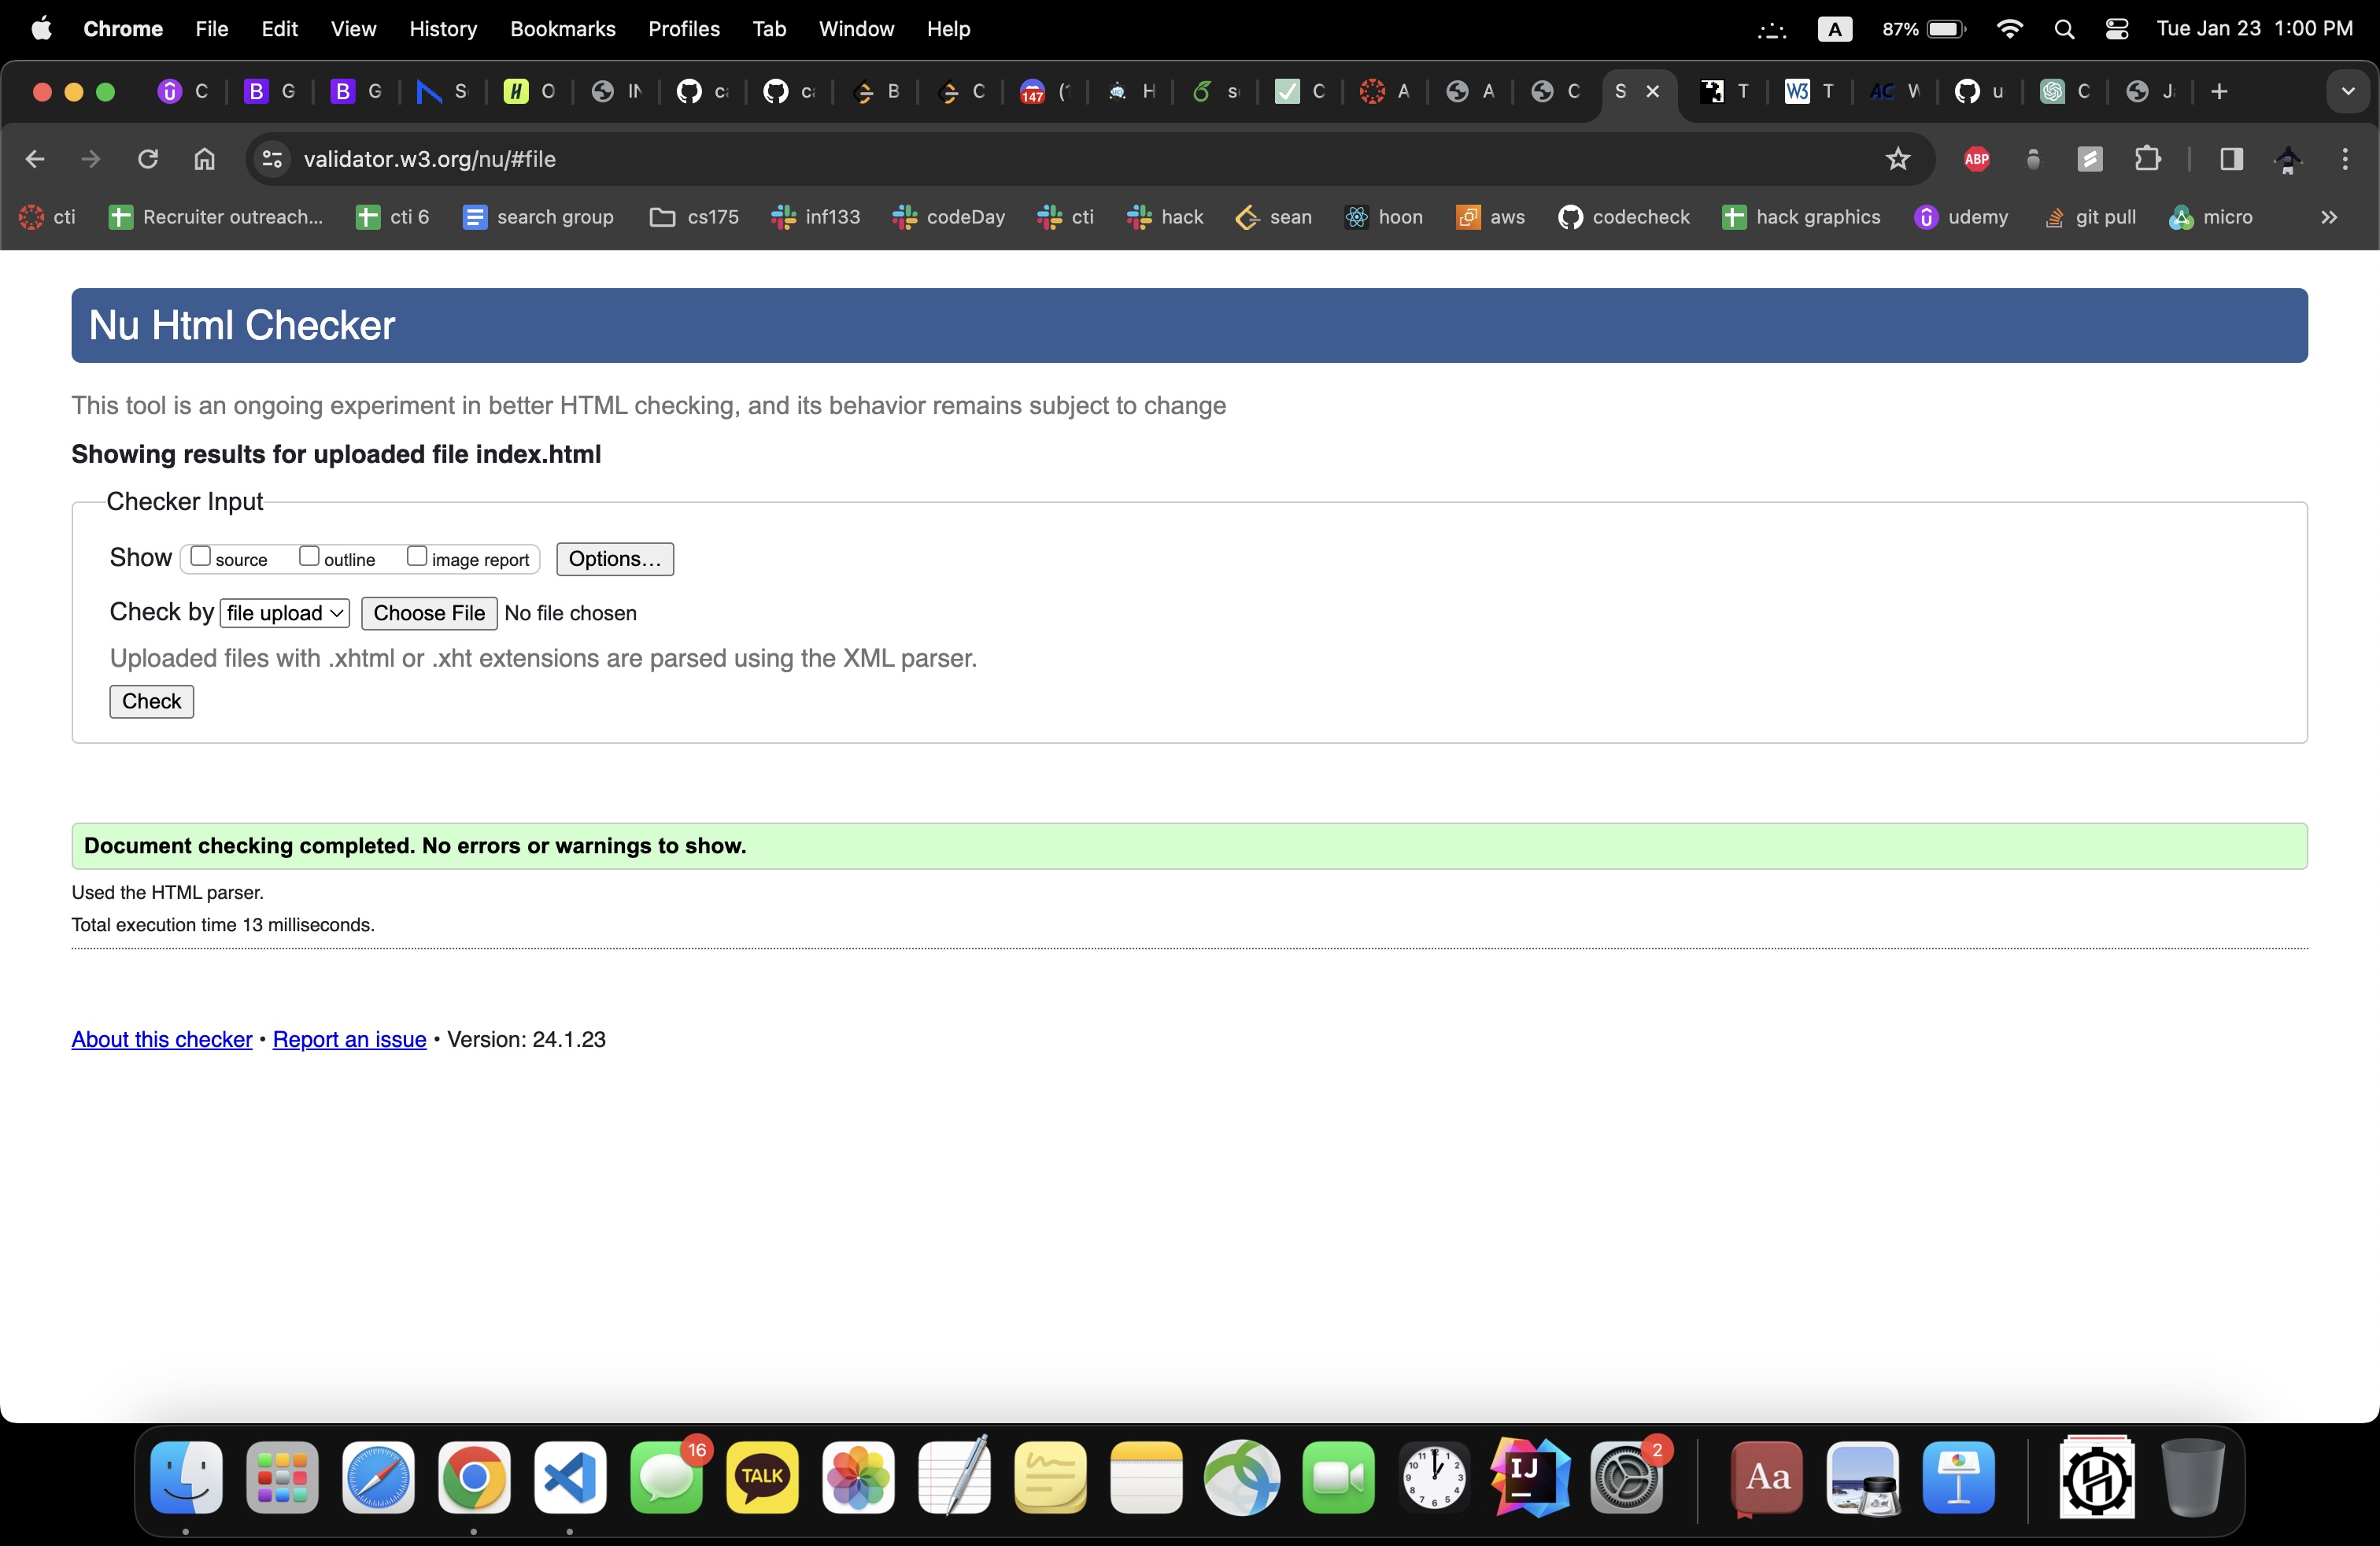 Chrome File Edit View History Bookmarks Profiles Tab Window Help A 87% Tue Jan 23 1:00 PM
C B G B G S H O IN B C 147 H C A A C S T W3 T AC u C J
validator.w3.org/nu/#file ABP
cti Recruiter outreach... cti 6 search group cs175 inf133 codeDay cti hack sean hoon aws codecheck hack graphics udemy git pull micro
Nu Html Checker
This tool is an ongoing experiment in better HTML checking, and its behavior remains subject to change
Showing results for uploaded file index.html
Checker Input
Show source outline image report Options...
Check by file upload Choose File No file chosen
Uploaded files with .xhtml or .xht extensions are parsed using the XML parser.
Check
Document checking completed. No errors or warnings to show.
Used the HTML parser.
Total execution time 13 milliseconds.
About this checker • Report an issue • Version: 24.1.23
16 TALK IJ 2 Aa